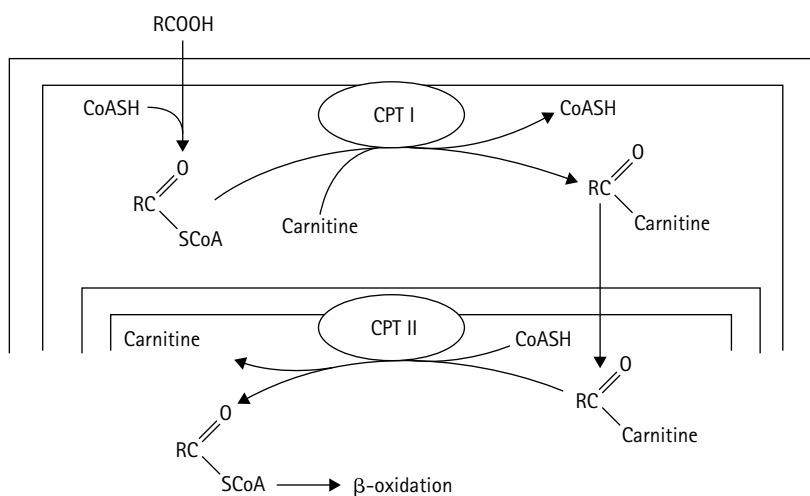 RCOOH
CoASH
CPT I
CoASH
O
RC
SCoA
Carnitine
O
RC
Carnitine
Carnitine
CPT II
CoASH
O
RC
SCoA
β-oxidation
O
RC
Carnitine